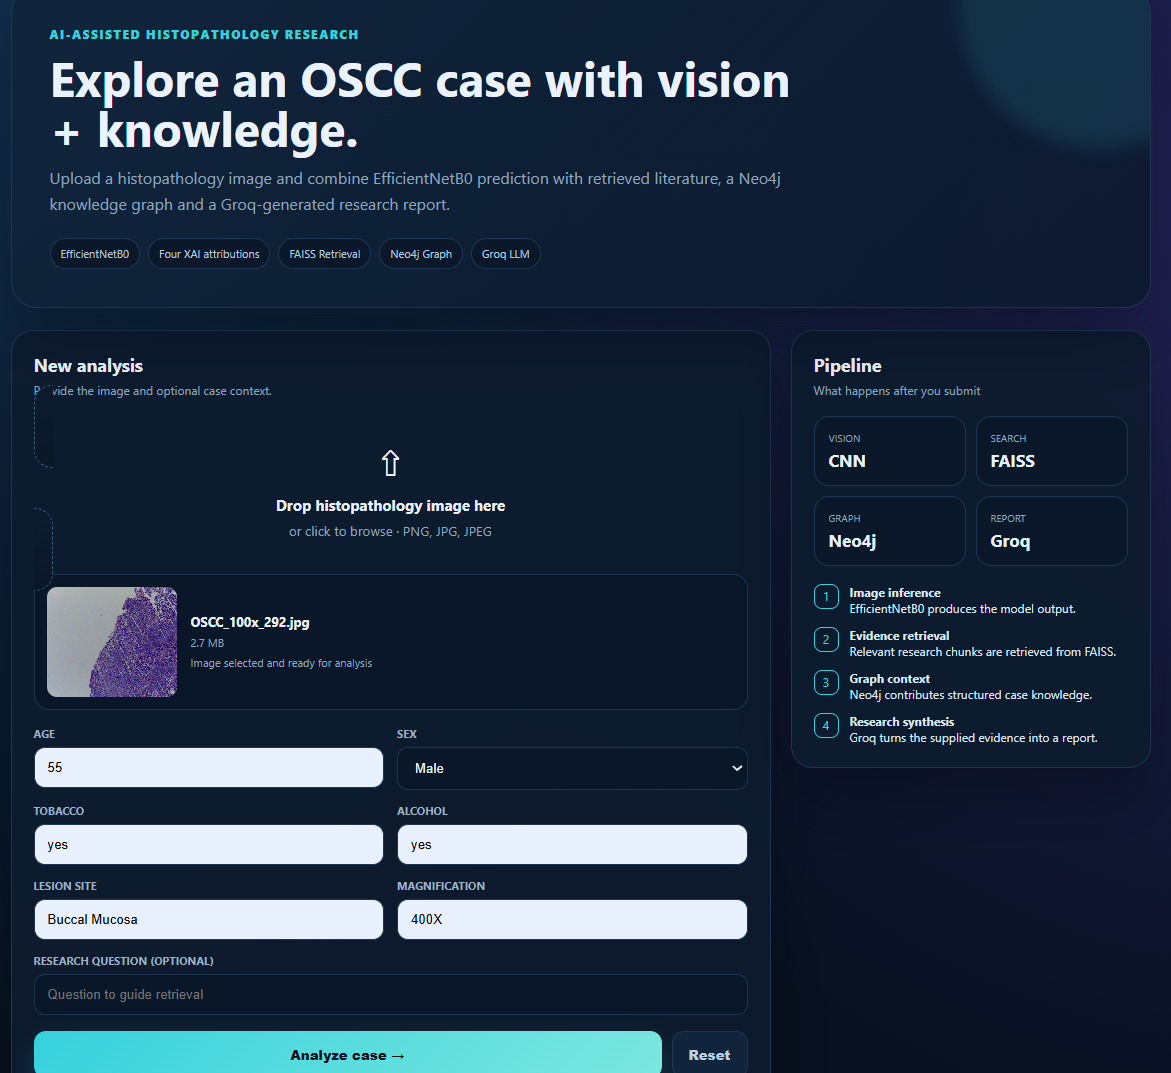 AI-ASSISTED HISTOPATHOLOGY RESEARCH
Explore an OSCC case with vision
+ knowledge.
Upload a histopathology image and combine EfficientNetB0 prediction with retrieved literature, a Neo4j
knowledge graph and a Groq-generated research report.
EfficientNetB0
Four XAI attributions
FAISS Retrieval
Neo4j Graph
Groq LLM
New analysis
vide the image and optional case context.
⇧
Drop histopathology image here
or click to browse · PNG, JPG, JPEG
OSCC_100x_292.jpg
2.7 MB
Image selected and ready for analysis
AGE
55
SEX
Male
TOBACCO
yes
ALCOHOL
yes
LESION SITE
Buccal Mucosa
MAGNIFICATION
400X
RESEARCH QUESTION (OPTIONAL)
Question to guide retrieval
Analyze case →
Reset
Pipeline
What happens after you submit
VISION
CNN
SEARCH
FAISS
GRAPH
Neo4j
REPORT
Groq
1
Image inference
EfficientNetB0 produces the model output.
2
Evidence retrieval
Relevant research chunks are retrieved from FAISS.
3
Graph context
Neo4j contributes structured case knowledge.
4
Research synthesis
Groq turns the supplied evidence into a report.